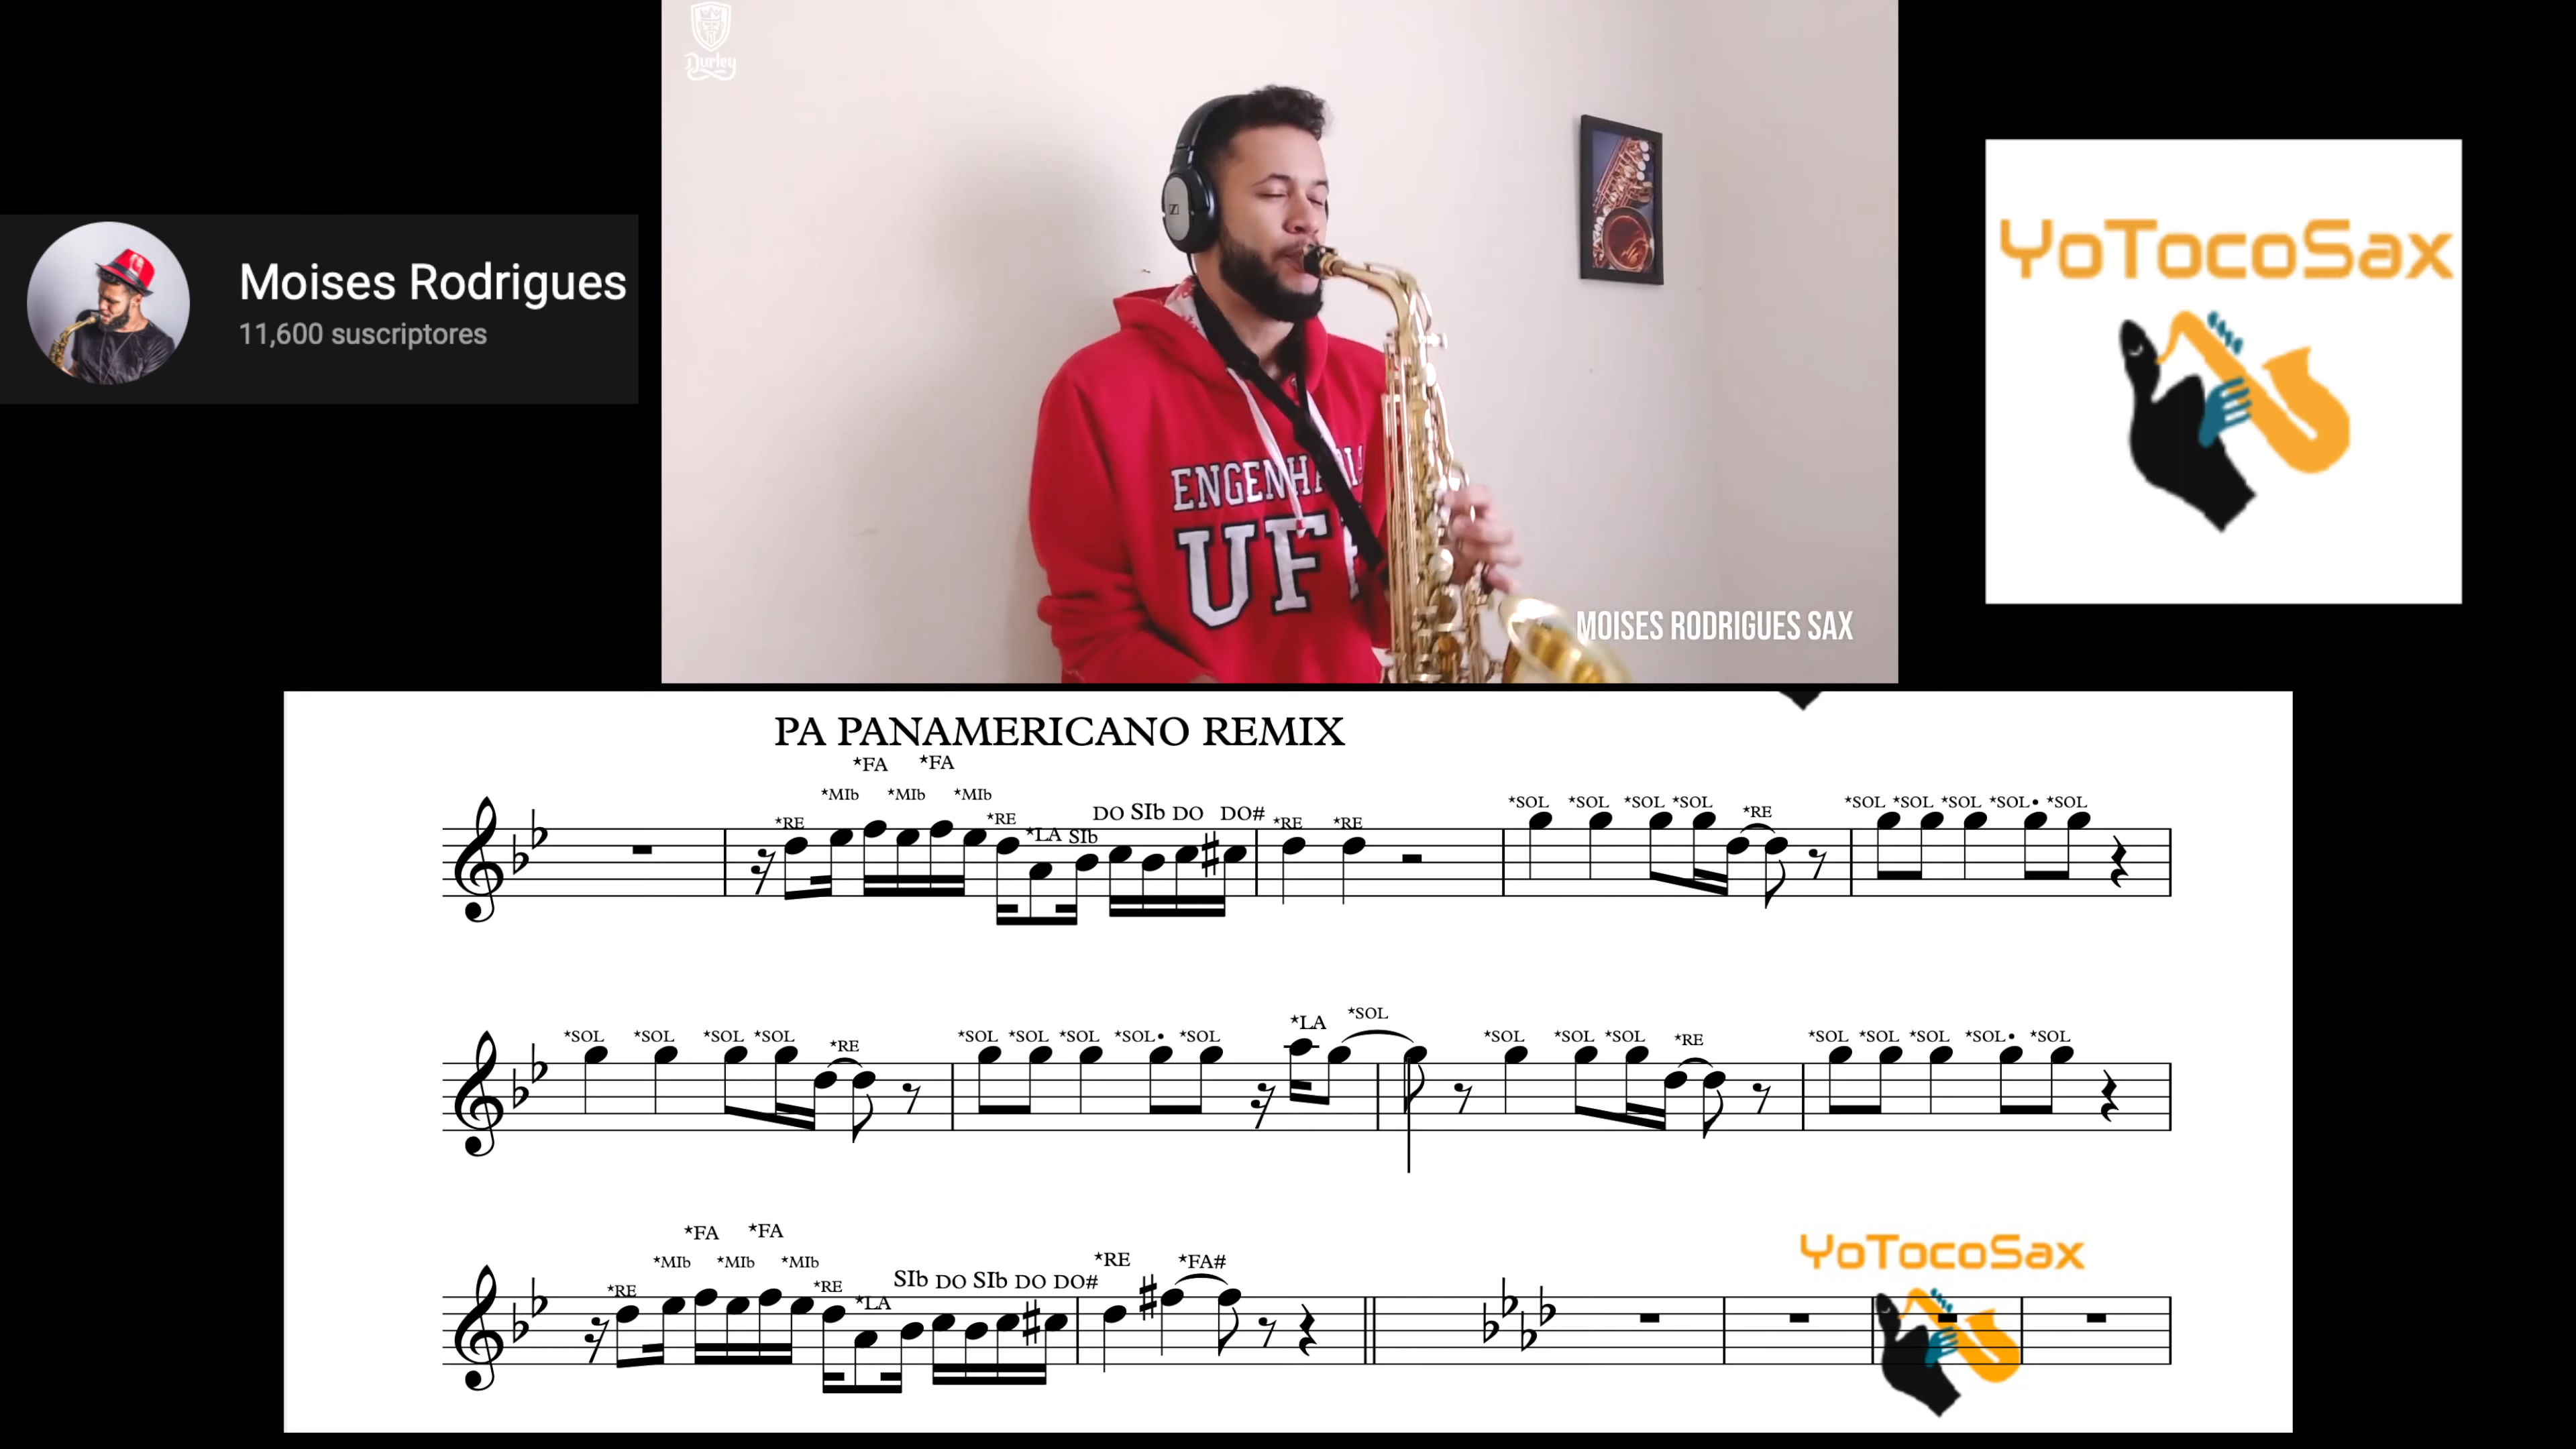 Durley
Moises Rodrigues
11,600 suscriptores
YoTocoSax
ENGENHARIA
UF
MOISES RODRIGUES SAX
PA PANAMERICANO REMIX
*FA *FA
*MIb *MIb *MIb
*RE *RE *LA SIb DO SIb DO DO# *RE *RE *SOL *SOL *SOL *SOL *RE *SOL *SOL *SOL *SOL• *SOL
*SOL *SOL *SOL *SOL *RE *SOL *SOL *SOL *SOL• *SOL *LA *SOL *SOL *SOL *SOL *RE *SOL *SOL *SOL *SOL• *SOL
*FA *FA
*MIb *MIb *MIb
*RE *RE *LA SIb DO SIb DO DO# *RE *FA#
YoTocoSax